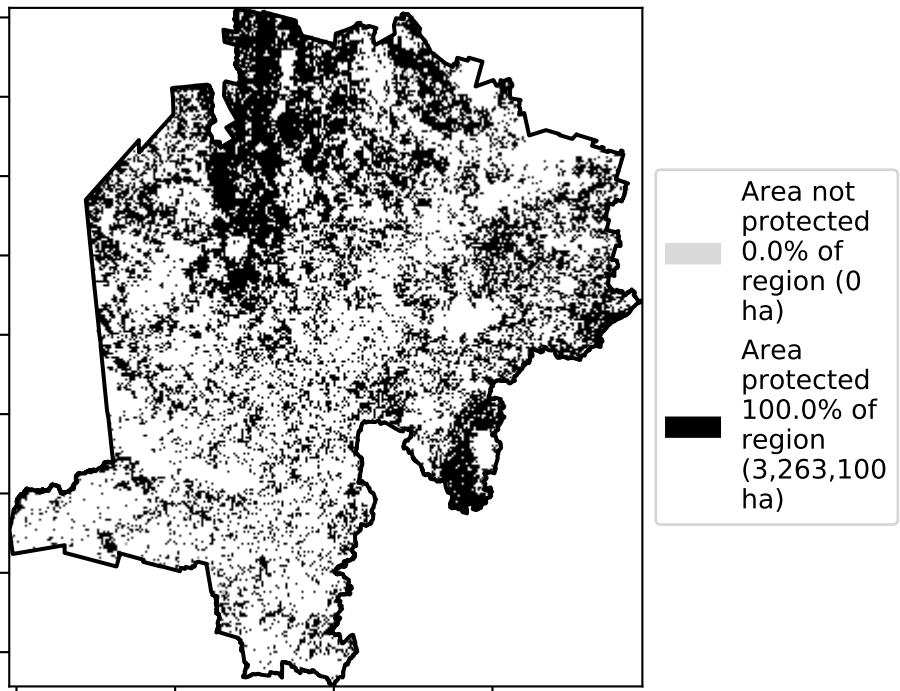 Area not
protected
0.0% of
region (0
ha)
Area
protected
100.0% of
region
(3,263,100
ha)